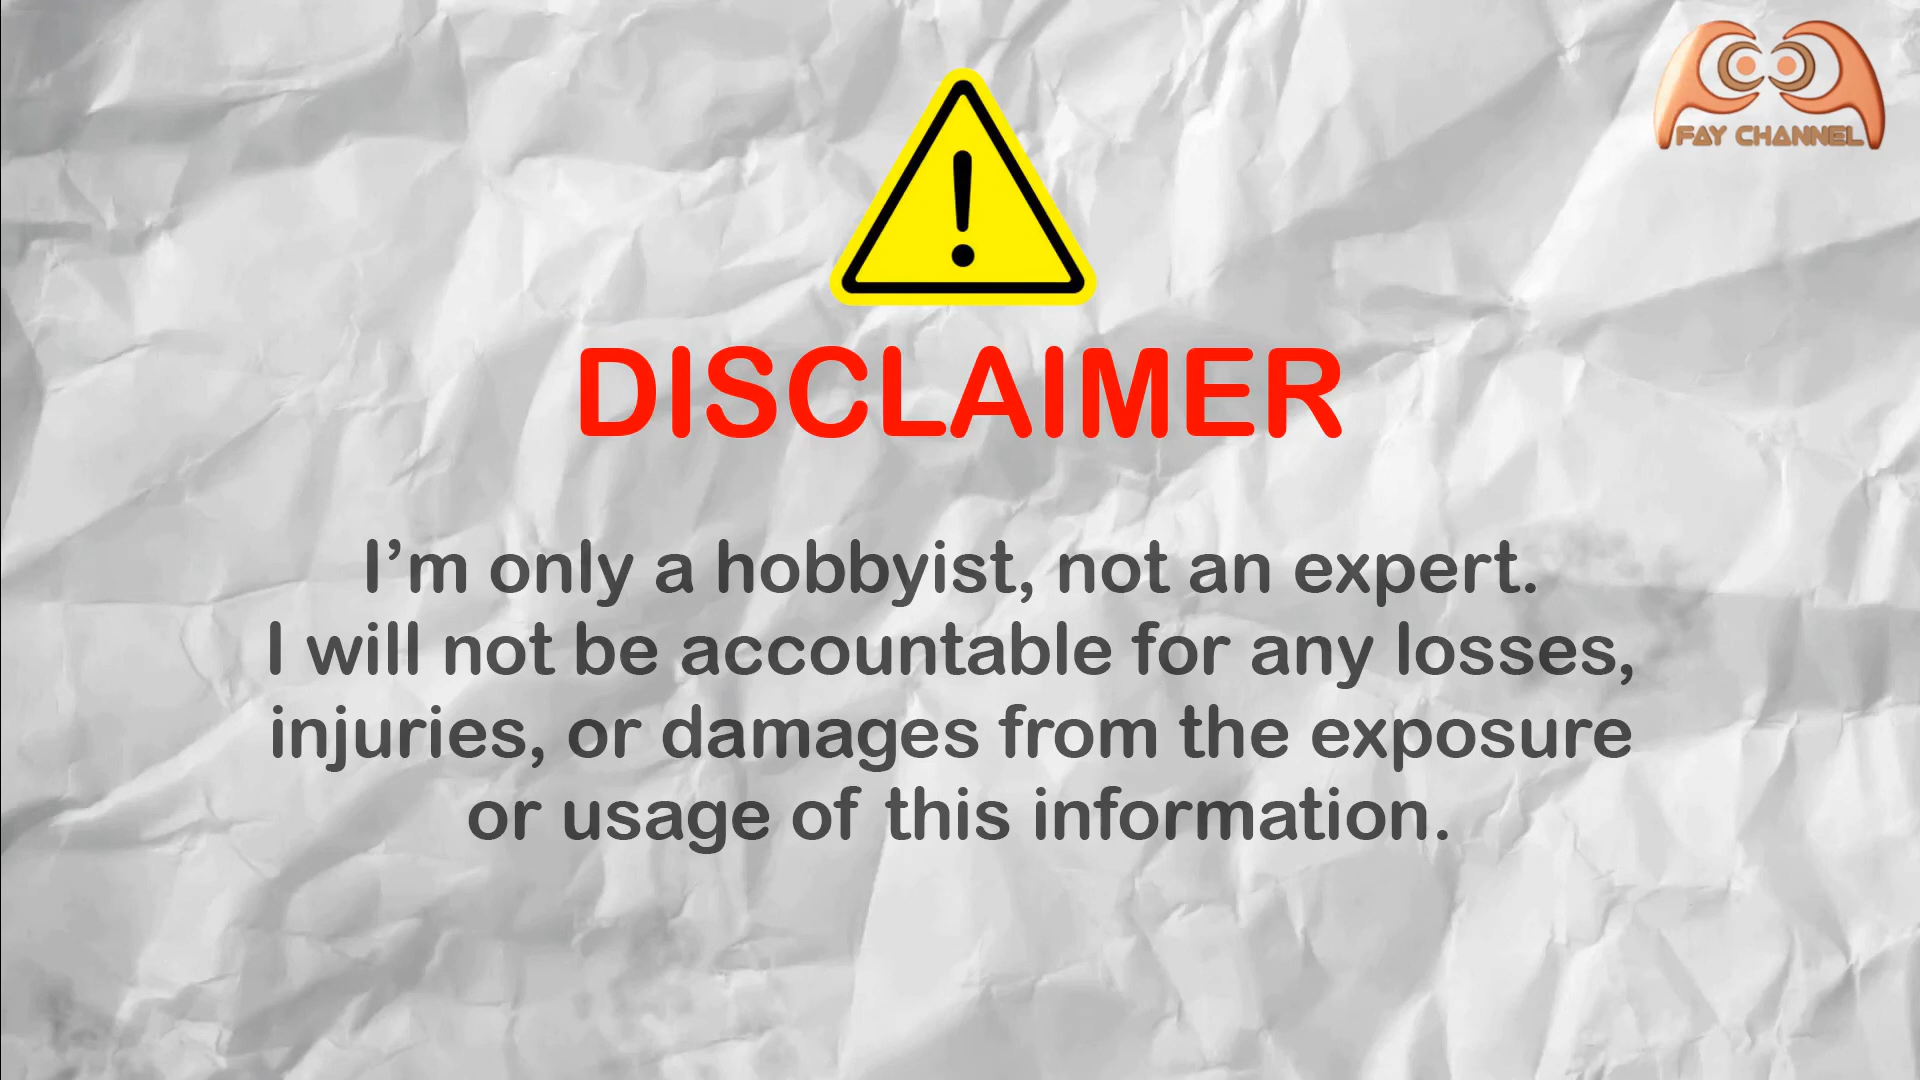 FAY CHANNEL
!
DISCLAIMER
I’m only a hobbyist, not an expert.
I will not be accountable for any losses,
injuries, or damages from the exposure
or usage of this information.